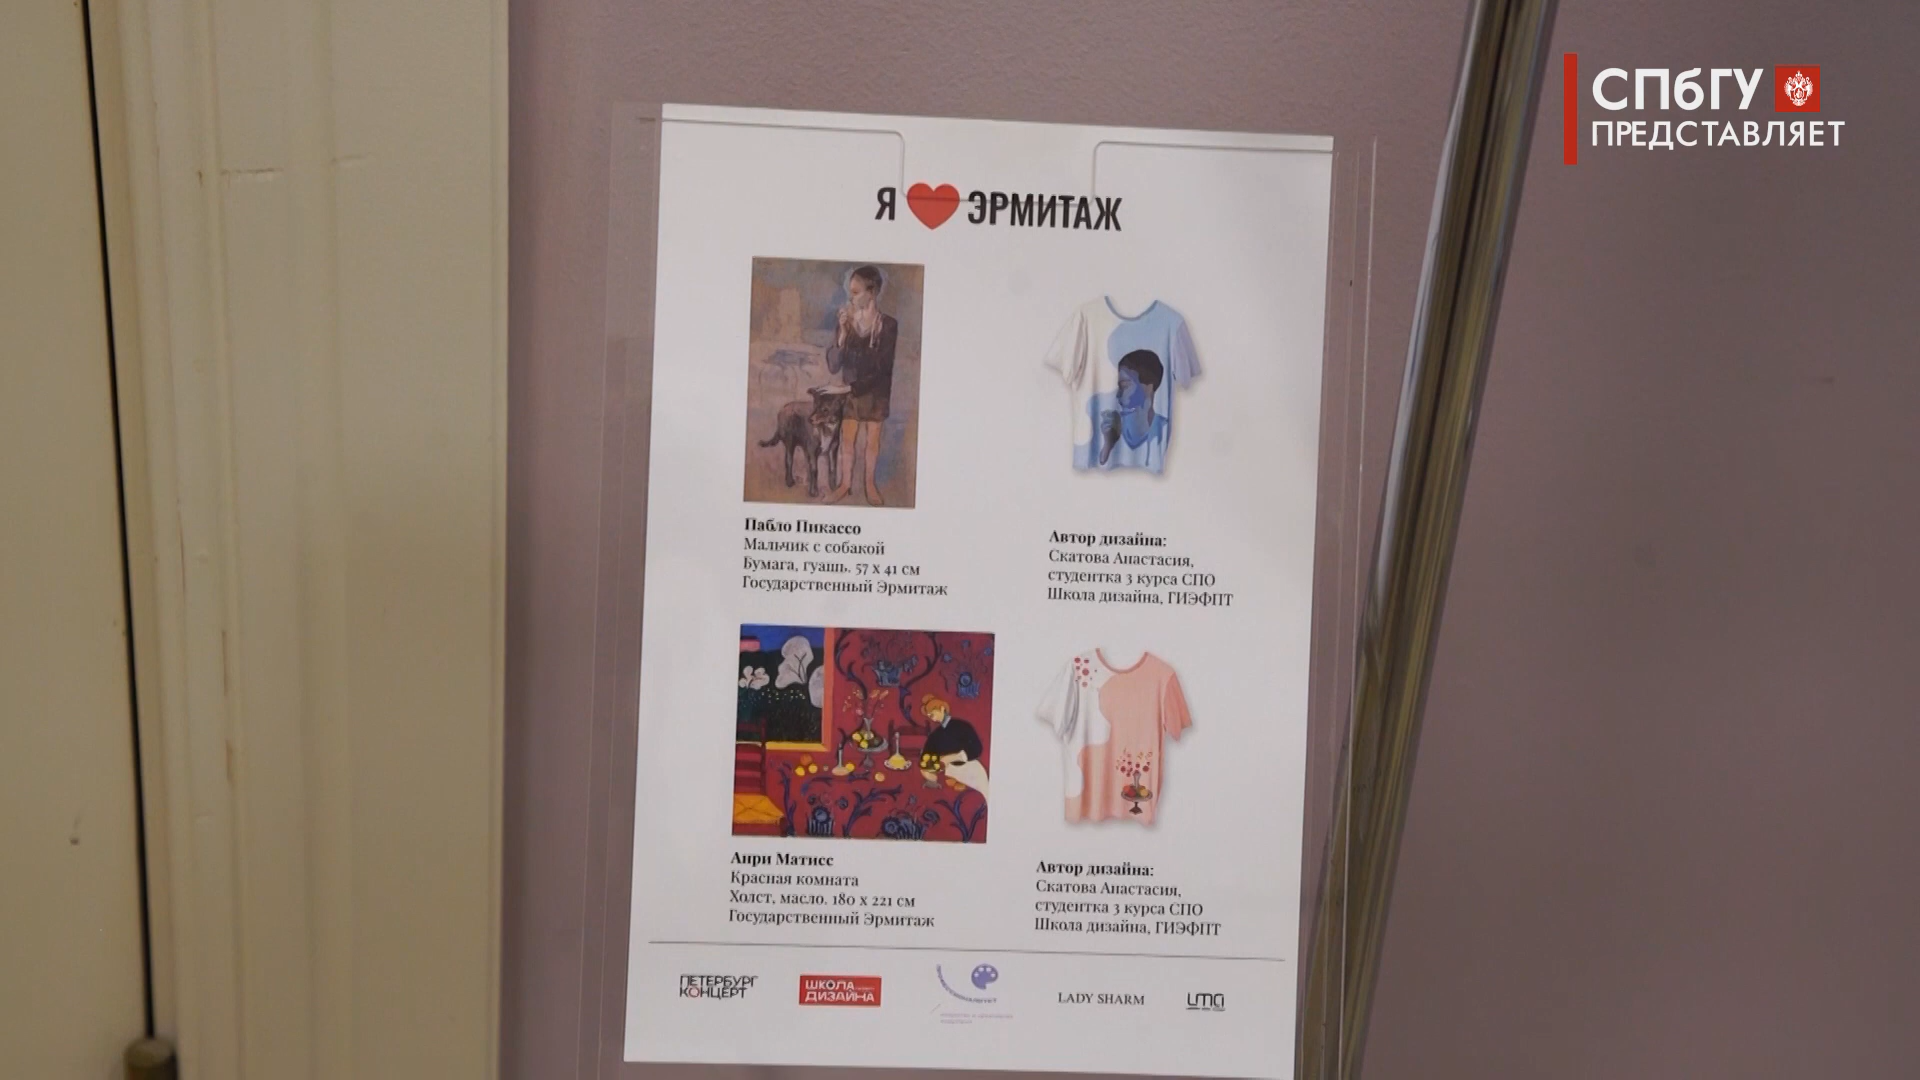 СПбГУ
ПРЕДСТАВЛЯЕТ
Я ЭРМИТАЖ
Пабло Пикассо
Мальчик с собакой
Бумага, гуашь. 57 x 41 см
Государственный Эрмитаж
Автор дизайна:
Скатова Анастасия,
студентка 3 курса СПО
Школа дизайна, ГИЭФПТ
Анри Матисс
Красная комната
Холст, масло. 180 x 221 см
Государственный Эрмитаж
Автор дизайна:
Скатова Анастасия,
студентка 3 курса СПО
Школа дизайна, ГИЭФПТ
ПЕТЕРБУРГ
КОНЦЕРТ
ШКОЛА
ДИЗАЙНА
LADY SHARM